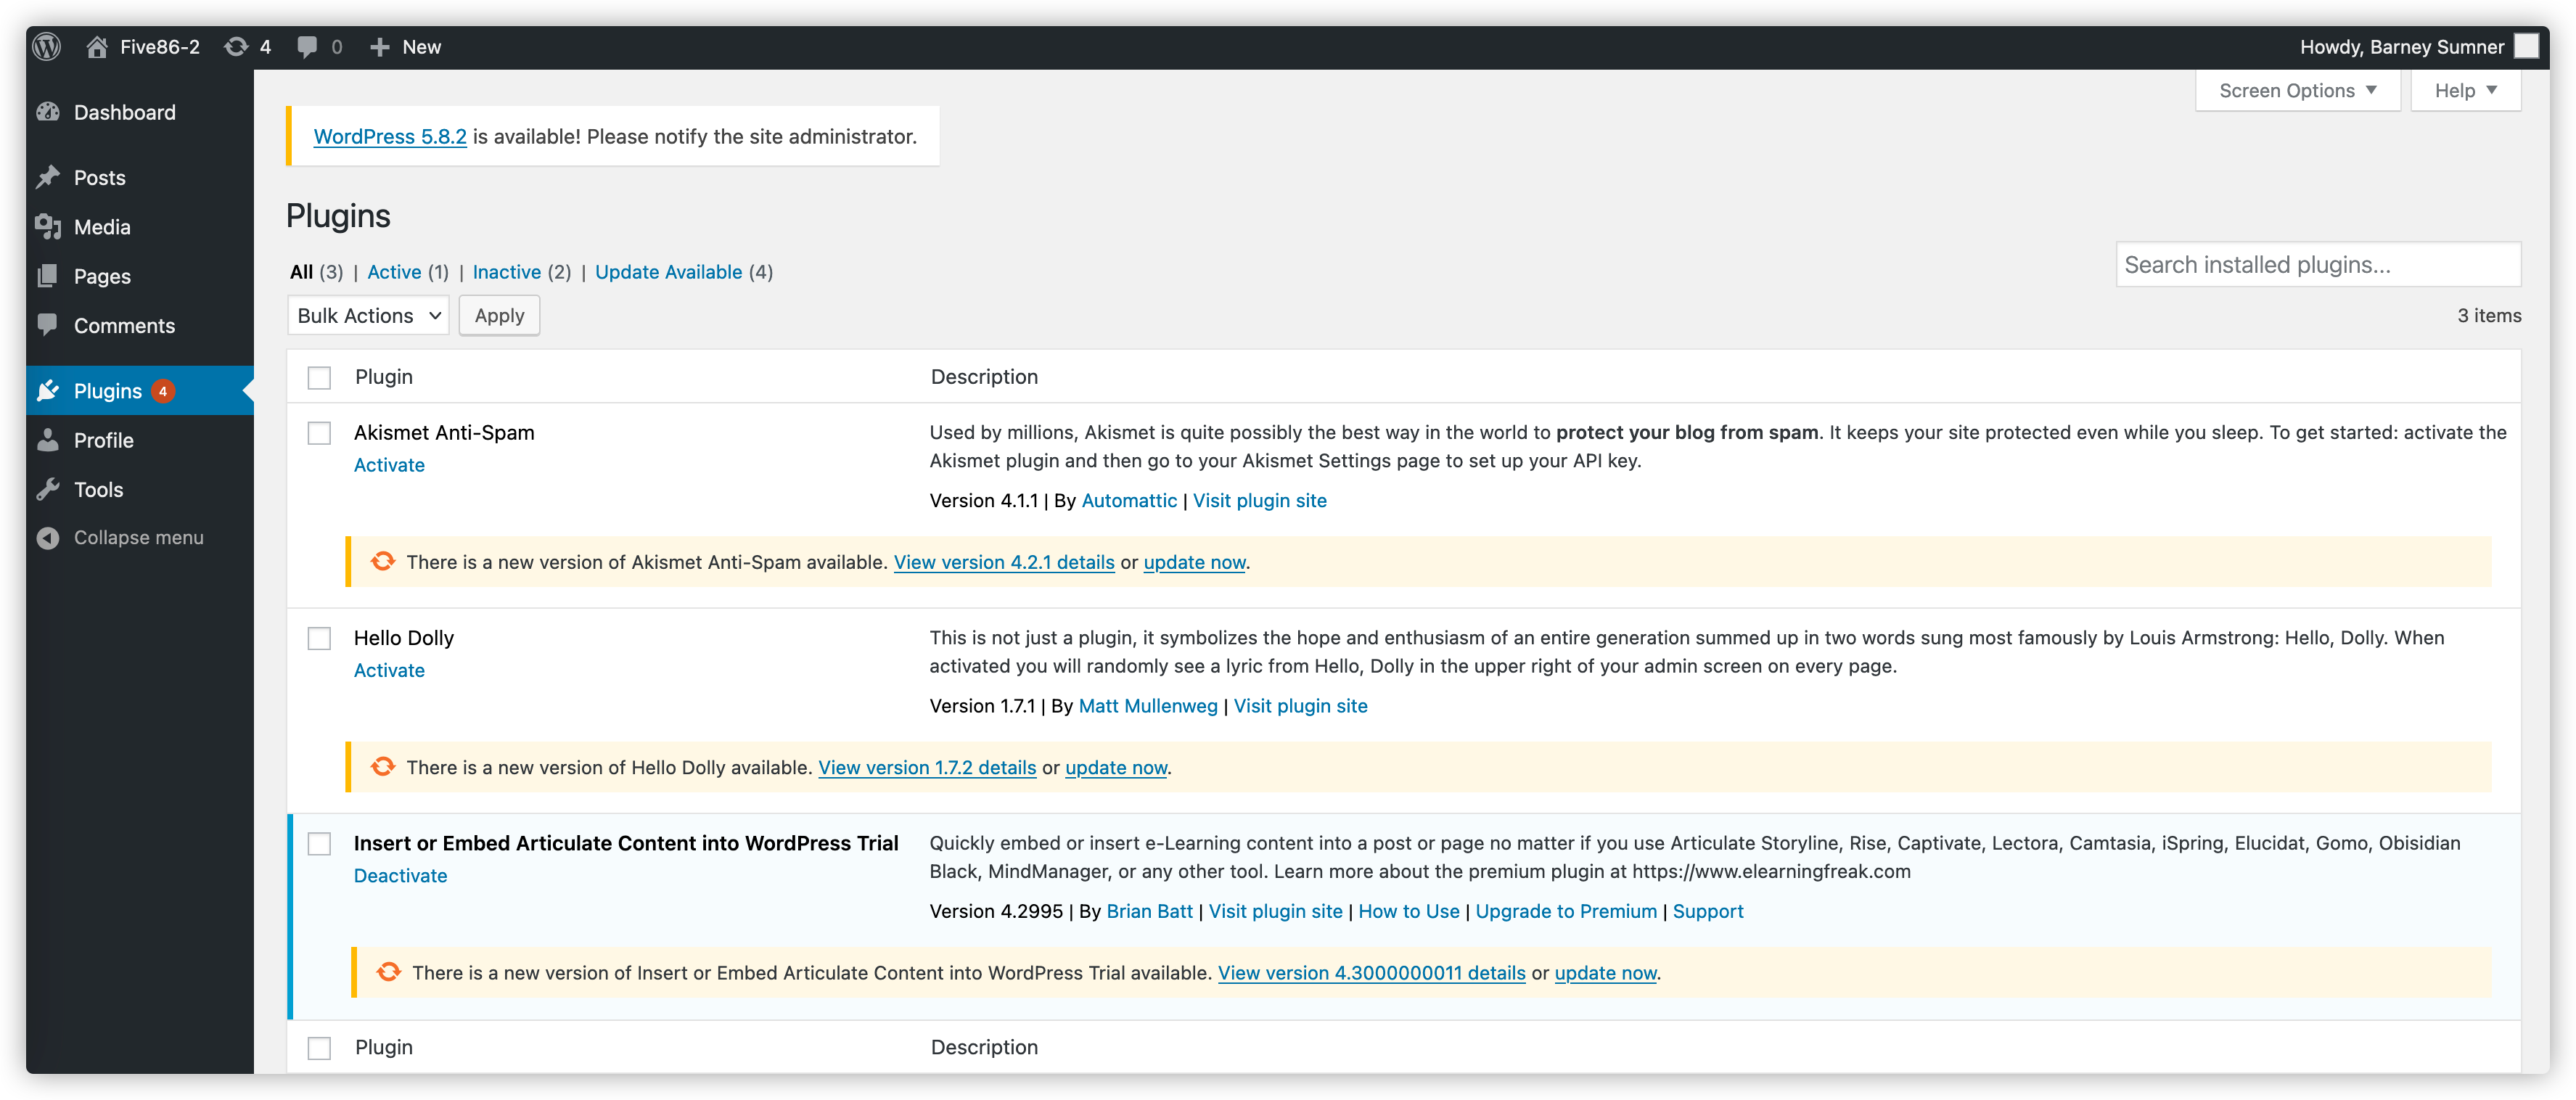 Five86-2 4 0 New Howdy, Barney Sumner
Screen Options Help
Dashboard
Posts
Media
Pages
Comments
Plugins 4
Profile
Tools
Collapse menu
WordPress 5.8.2 is available! Please notify the site administrator.
Plugins
All (3) | Active (1) | Inactive (2) | Update Available (4)
Search installed plugins...
Bulk Actions Apply
3 items
Plugin Description
Akismet Anti-Spam
Activate
Used by millions, Akismet is quite possibly the best way in the world to protect your blog from spam. It keeps your site protected even while you sleep. To get started: activate the
Akismet plugin and then go to your Akismet Settings page to set up your API key.
Version 4.1.1 | By Automattic | Visit plugin site
There is a new version of Akismet Anti-Spam available. View version 4.2.1 details or update now.
Hello Dolly
Activate
This is not just a plugin, it symbolizes the hope and enthusiasm of an entire generation summed up in two words sung most famously by Louis Armstrong: Hello, Dolly. When
activated you will randomly see a lyric from Hello, Dolly in the upper right of your admin screen on every page.
Version 1.7.1 | By Matt Mullenweg | Visit plugin site
There is a new version of Hello Dolly available. View version 1.7.2 details or update now.
Insert or Embed Articulate Content into WordPress Trial
Deactivate
Quickly embed or insert e-Learning content into a post or page no matter if you use Articulate Storyline, Rise, Captivate, Lectora, Camtasia, iSpring, Elucidat, Gomo, Obisidian
Black, MindManager, or any other tool. Learn more about the premium plugin at https://www.elearningfreak.com
Version 4.2995 | By Brian Batt | Visit plugin site | How to Use | Upgrade to Premium | Support
There is a new version of Insert or Embed Articulate Content into WordPress Trial available. View version 4.3000000011 details or update now.
Plugin Description